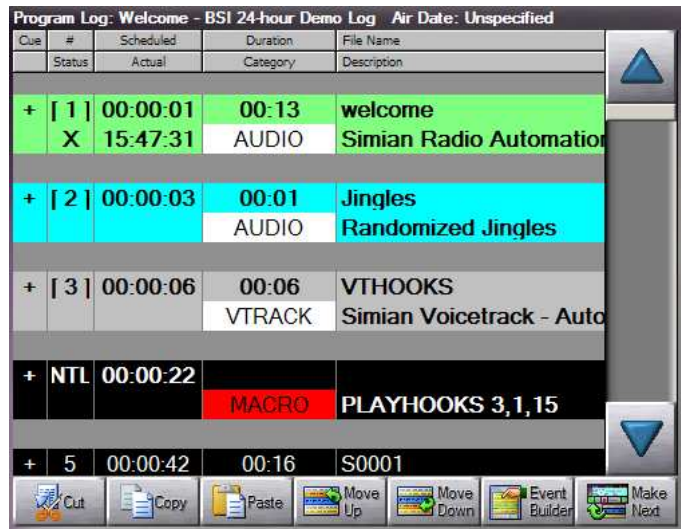 Program Log: Welcome - BSI 24-hour Demo Log Air Date: Unspecified
Cue # Scheduled Duration File Name
Status Actual Category Description
+ [ 1 ] 00:00:01 00:13 welcome
X 15:47:31 AUDIO Simian Radio Automation
+ [ 2 ] 00:00:03 00:01 Jingles
AUDIO Randomized Jingles
+ [ 3 ] 00:00:06 00:06 VTHOOKS
VTRACK Simian Voicetrack - Auto
+ NTL 00:00:22
MACRO PLAYHOOKS 3,1,15
+ 5 00:00:42 00:16 S0001
Cut Copy Paste Move Up Move Down Event Builder Make Next